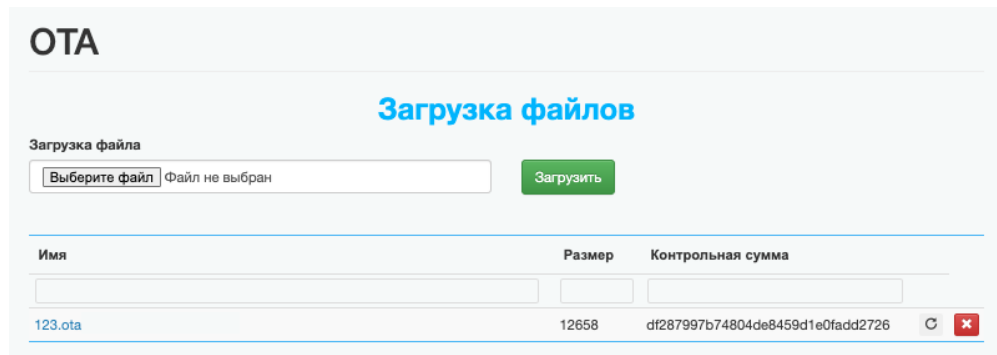 OTA
Загрузка файлов
Загрузка файла
Выберите файл Файл не выбран Загрузить
Имя Размер Контрольная сумма
123.ota 12658 df287997b74804de8459d1e0fadd2726